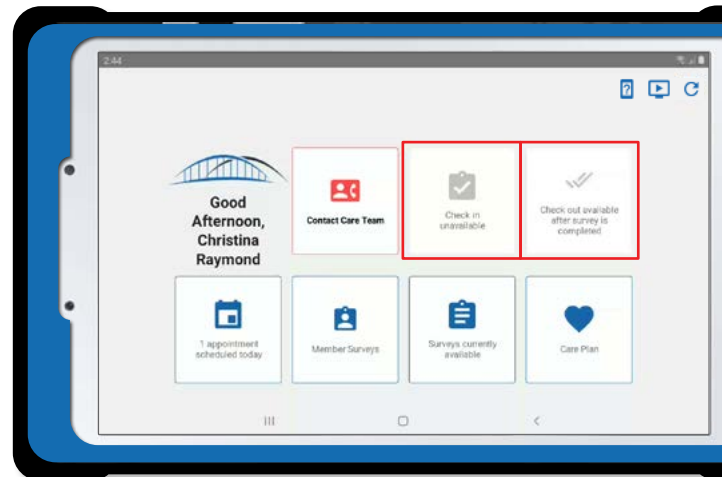 2:44
Good
Afternoon,
Christina
Raymond
Contact Care Team
Check in
unavailable
Check out available
after survey is
completed
1 appointment
scheduled today
Member Surveys
Surveys currently
available
Care Plan